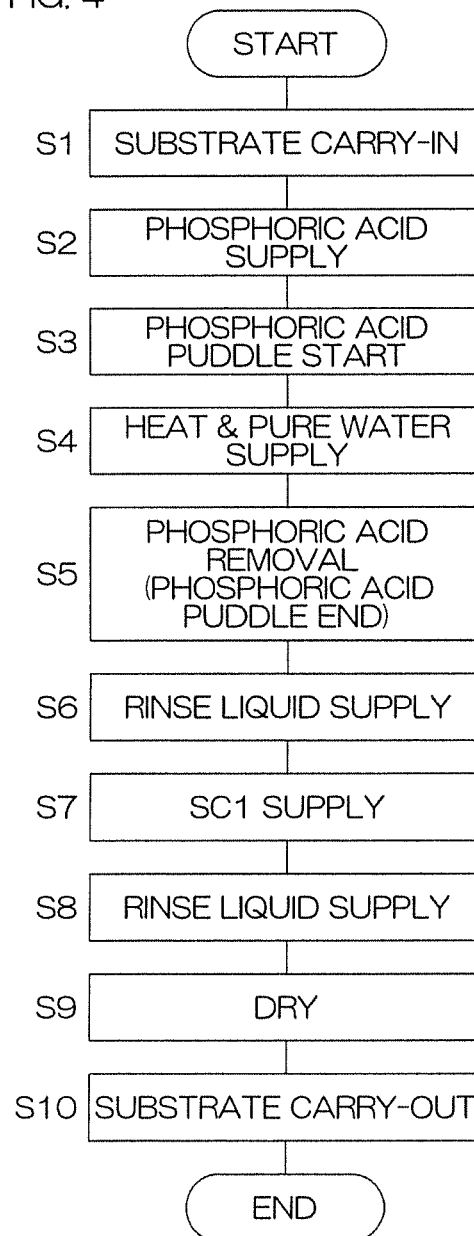 FIG. 4
START
S1 SUBSTRATE CARRY-IN
S2 PHOSPHORIC ACID
SUPPLY
S3 PHOSPHORIC ACID
PUDDLE START
S4 HEAT & PURE WATER
SUPPLY
S5 PHOSPHORIC ACID
REMOVAL
(PHOSPHORIC ACID
PUDDLE END)
S6 RINSE LIQUID SUPPLY
S7 SC1 SUPPLY
S8 RINSE LIQUID SUPPLY
S9 DRY
S10 SUBSTRATE CARRY-OUT
END